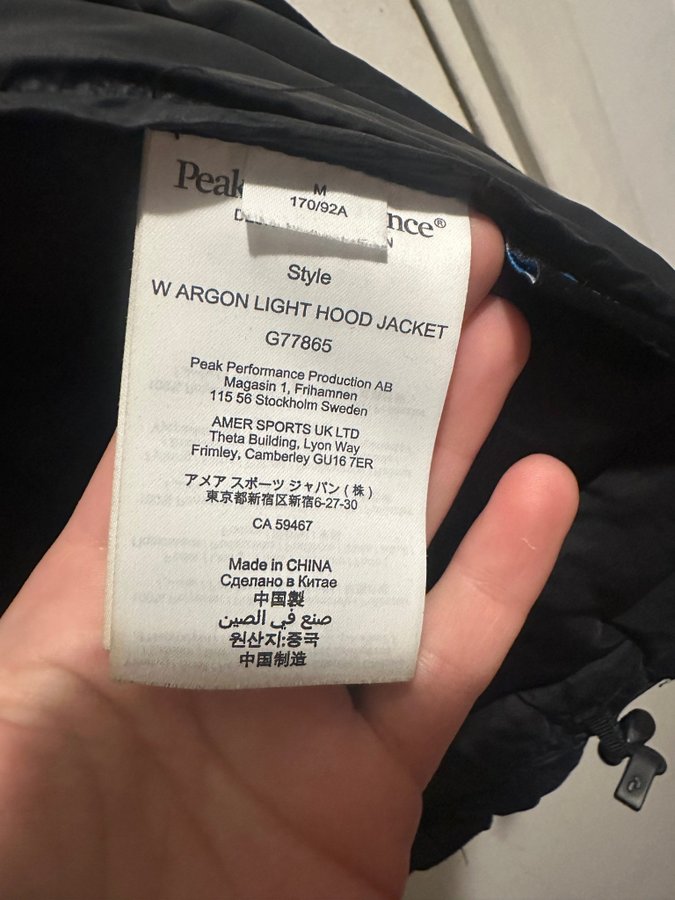 Peak
M
170/92A
nce®
Style
W ARGON LIGHT HOOD JACKET
G77865
Peak Performance Production AB
Magasin 1, Frihamnen
115 56 Stockholm Sweden
AMER SPORTS UK LTD
Theta Building, Lyon Way
Frimley, Camberley GU16 7ER
アメア スポーツ ジャパン (株)
東京都新宿区新宿6-27-30
CA 59467
Made in CHINA
Сделано в Китае
中国製
صنع في الصين
원산지:중국
中国制造